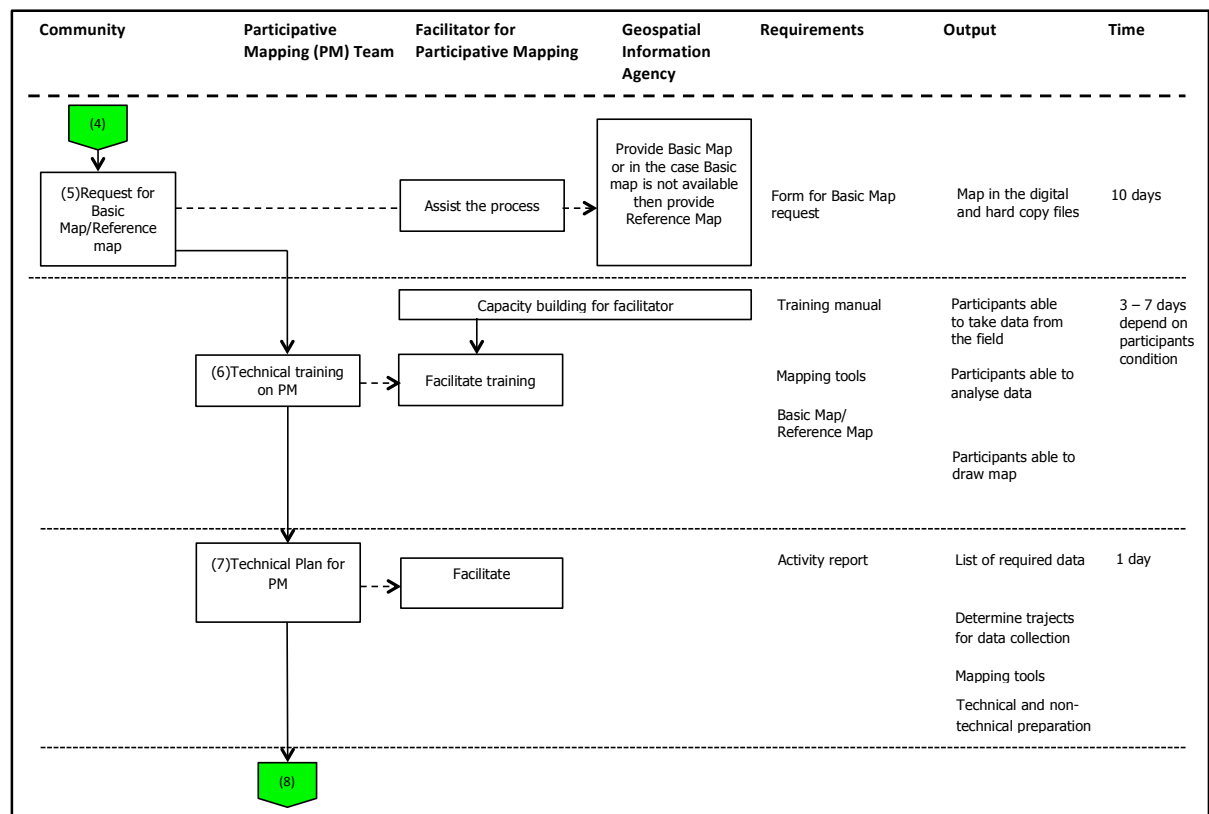 Community
Participative
Mapping (PM) Team
Facilitator for
Participative Mapping
Geospatial
Information
Agency
Requirements
Output
Time
(4)
(5)Request for
Basic
Map/Reference
map
Assist the process
Provide Basic Map
or in the case Basic
map is not available
then provide
Reference Map
Form for Basic Map
request
Map in the digital
and hard copy files
10 days
Capacity building for facilitator
(6)Technical training
on PM
Facilitate training
Training manual
Mapping tools
Basic Map/
Reference Map
Participants able
to take data from
the field
Participants able to
analyse data
Participants able to
draw map
3 – 7 days
depend on
participants
condition
(7)Technical Plan for
PM
Facilitate
Activity report
List of required data
Determine trajects
for data collection
Mapping tools
Technical and non-
technical preparation
1 day
(8)